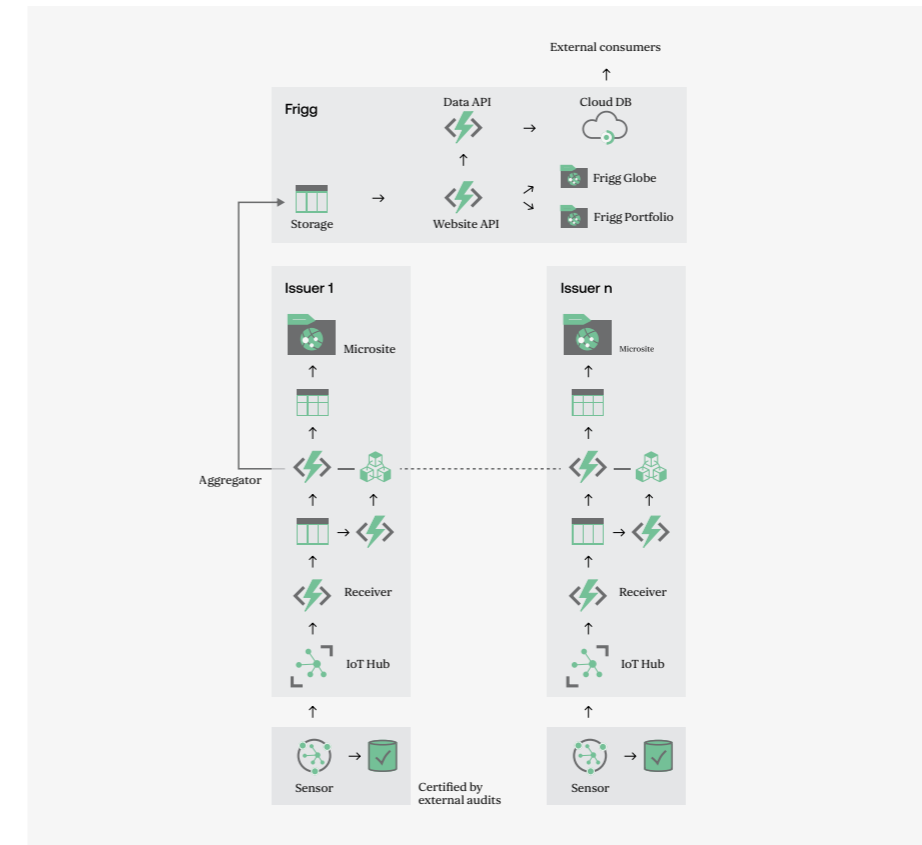 External consumers
Frigg
Data API
Cloud DB
Frigg Globe
Storage
Website API
Frigg Portfolio
Issuer 1
Issuer n
Microsite
Microsite
Aggregator
Receiver
Receiver
IoT Hub
IoT Hub
Sensor
Certified by
external audits
Sensor